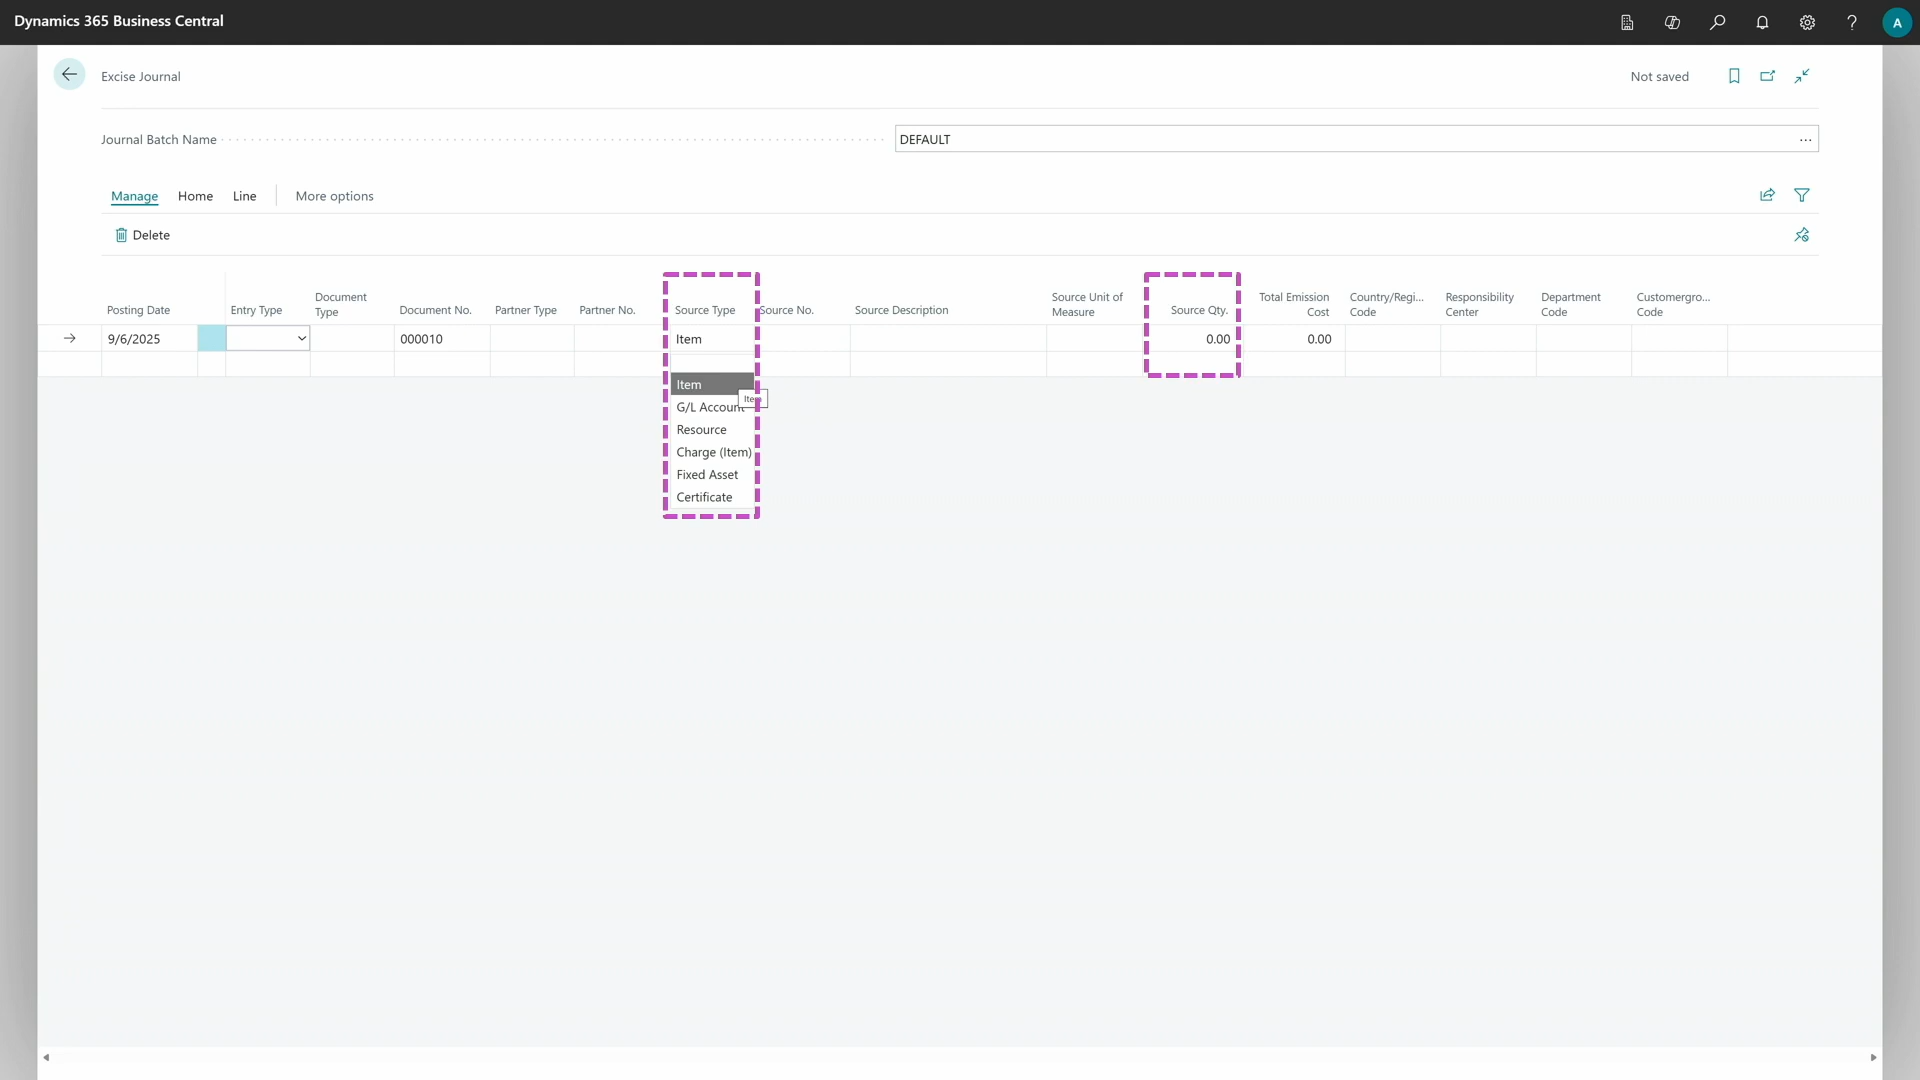 Dynamics 365 Business Central
A
Excise Journal
Not saved
Journal Batch Name
DEFAULT
Manage Home Line More options
Delete
Posting Date Entry Type Document Type Document No. Partner Type Partner No. Source Type Source No. Source Description Source Unit of Measure Source Qty. Total Emission Cost Country/Regi... Code Responsibility Center Department Code Customergro... Code
9/6/2025 000010 Item 0.00 0.00
Item
Item
G/L Account
Resource
Charge (Item)
Fixed Asset
Certificate